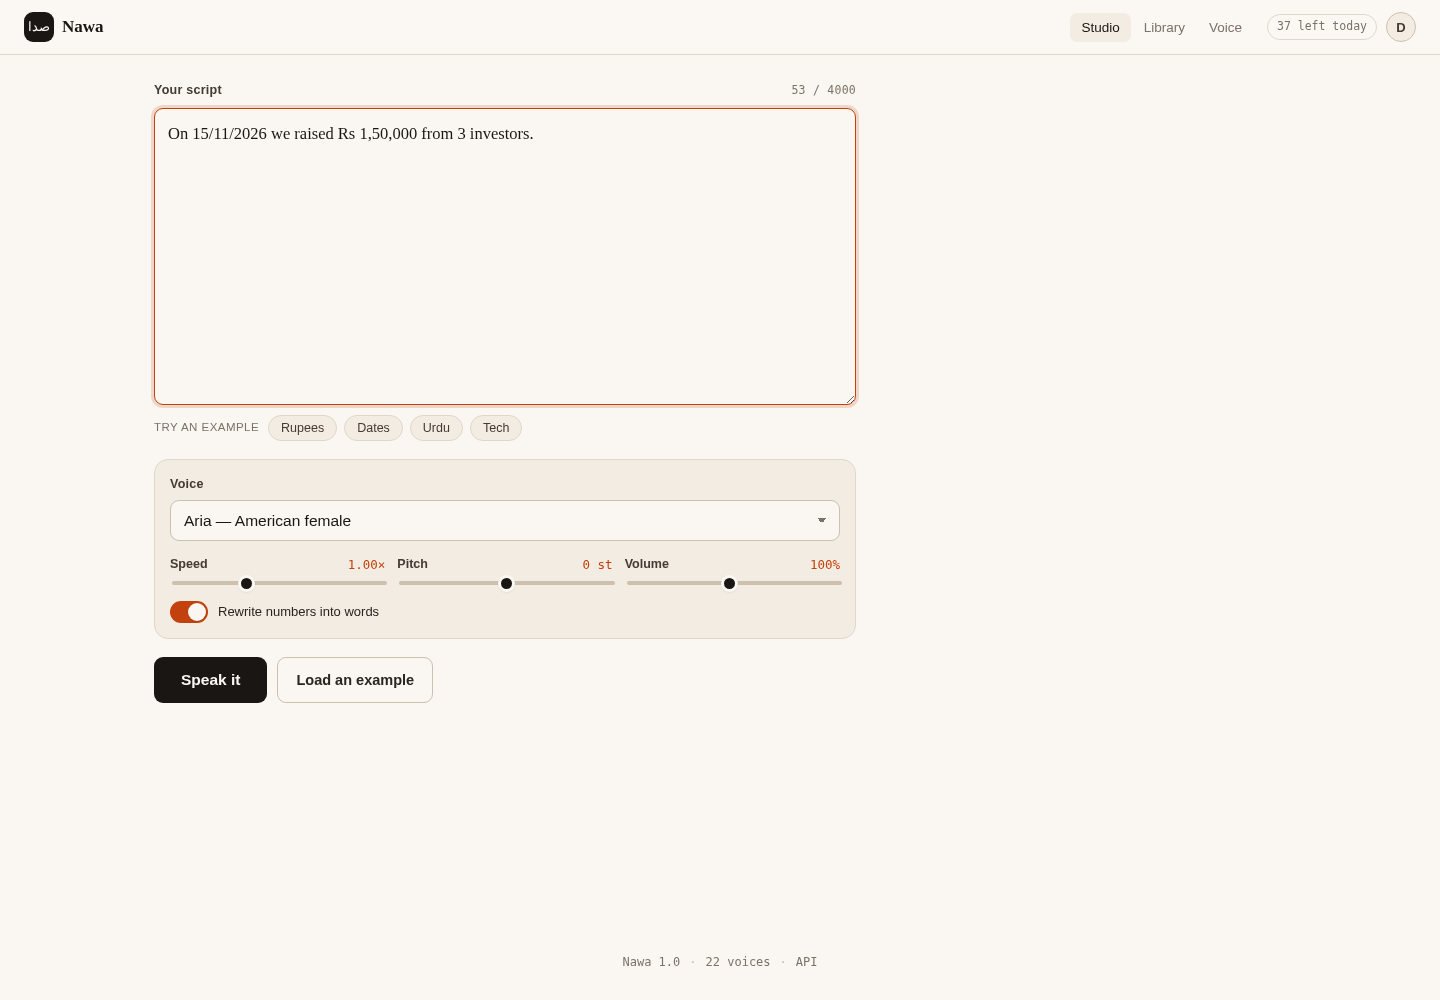 صدا Nawa
Studio Library Voice 37 left today D
Your script 53 / 4000
On 15/11/2026 we raised Rs 1,50,000 from 3 investors.
TRY AN EXAMPLE Rupees Dates Urdu Tech
Voice
Aria — American female
Speed 1.00× Pitch 0 st Volume 100%
Rewrite numbers into words
Speak it Load an example
Nawa 1.0 · 22 voices · API